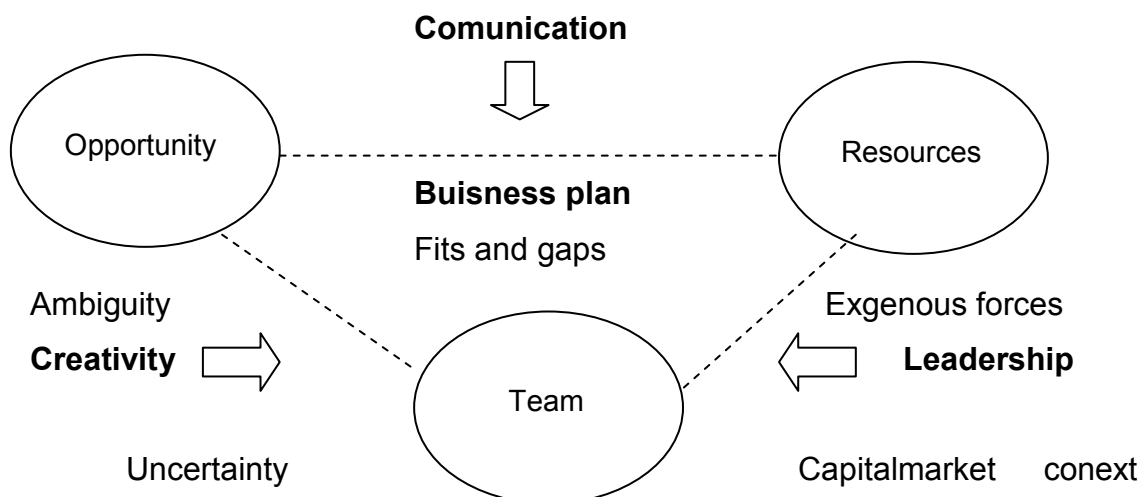 Comunication
Opportunity
Resources
Buisness plan
Fits and gaps
Ambiguity
Exgenous forces
Creativity
Leadership
Team
Uncertainty
Capitalmarket conext